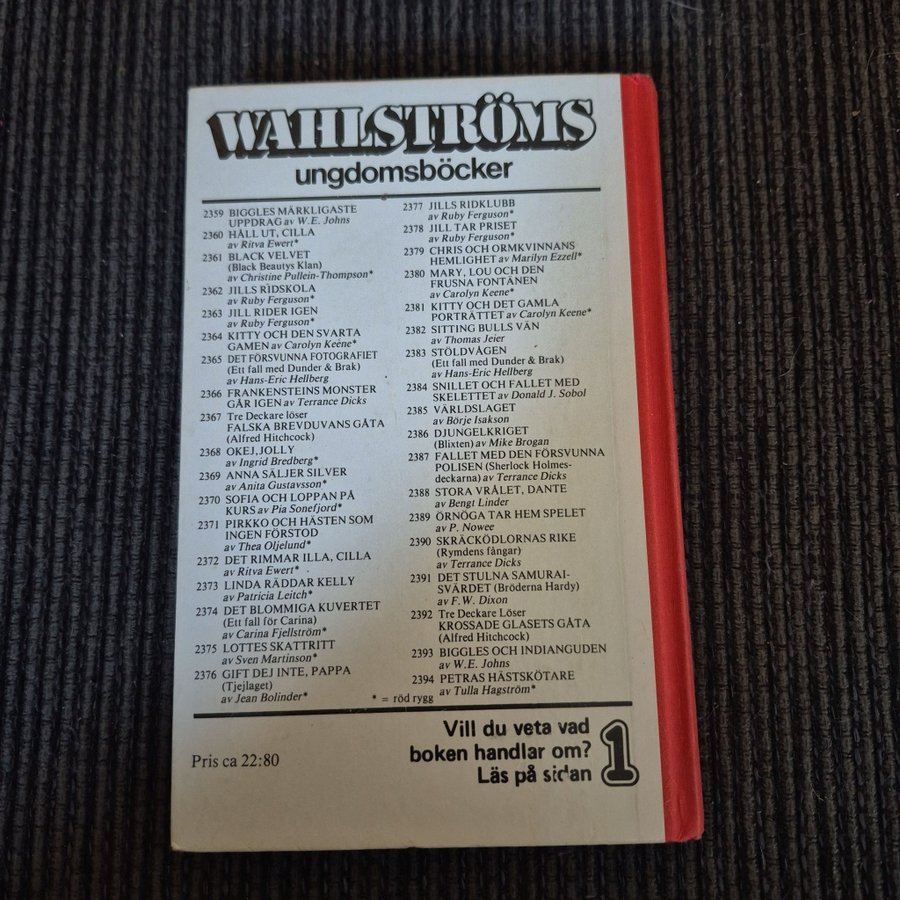 WAHLSTRÖMS
ungdomsböcker
2359 BIGGLES MÄRKLIGASTE
UPPDRAG av W.E. Johns
2360 HÅLL UT, CILLA
av Ritva Ewert*
2361 BLACK VELVET
(Black Beautys Klan)
av Christine Pullein-Thompson*
2362 JILLS RIDSKOLA
av Ruby Ferguson*
2363 JILL RIDER IGEN
av Ruby Ferguson*
2364 KITTY OCH DEN SVARTA
GAMEN av Carolyn Keene*
2365 DET FÖRSVUNNA FOTOGRAFIET
(Ett fall med Dunder & Brak)
av Hans-Eric Hellberg
2366 FRANKENSTEINS MONSTER
GÅR IGEN av Terrance Dicks
2367 Tre Deckare löser
FALSKA BREVDUVANS GÅTA
(Alfred Hitchcock)
2368 OKEJ, JOLLY
av Ingrid Bredberg*
2369 ANNA SÄLJER SILVER
av Anita Gustavsson*
2370 SOFIA OCH LOPPAN PÅ
KURS av Pia Sonefjord*
2371 PIRKKO OCH HÄSTEN SOM
INGEN FÖRSTOD
av Thea Oljelund*
2372 DET RIMMAR ILLA, CILLA
av Ritva Ewert*
2373 LINDA RÄDDAR KELLY
av Patricia Leitch*
2374 DET BLOMMIGA KUVERTET
(Ett fall för Carina)
av Carina Fjellström*
2375 LOTTES SKATTRITT
av Sven Martinson*
2376 GIFT DEJ INTE, PAPPA
(Tjejlaget)
av Jean Bolinder*
2377 JILLS RIDKLUBB
av Ruby Ferguson*
2378 JILL TAR PRISET
av Ruby Ferguson*
2379 CHRIS OCH ORMKVINNANS
HEMLIGHET av Marilyn Ezzell*
2380 MARY, LOU OCH DEN
FRUSNA FONTÄNEN
av Carolyn Keene*
2381 KITTY OCH DET GAMLA
PORTRÄTTET av Carolyn Keene*
2382 SITTING BULLS VÄN
av Thomas Jeier
2383 STÖLDVÅGEN
(Ett fall med Dunder & Brak)
av Hans-Eric Hellberg
2384 SNILLET OCH FALLET MED
SKELETTET av Donald J. Sobol
2385 VÄRLDSLAGET
av Börje Isakson
2386 DJUNGELKRIGET
(Blixten) av Mike Brogan
2387 FALLET MED DEN FÖRSVUNNA
POLISEN (Sherlock Holmes-
deckarna) av Terrance Dicks
2388 STORA VRÅLET, DANTE
av Bengt Linder
2389 ÖRNÖGA TAR HEM SPELET
av P. Nowee
2390 SKRÄCKÖDLORNAS RIKE
(Rymdens fångar)
av Terrance Dicks
2391 DET STULNA SAMURAI-
SVÄRDET (Bröderna Hardy)
av F.W. Dixon
2392 Tre Deckare Löser
KROSSADE GLASETS GÅTA
(Alfred Hitchcock)
2393 BIGGLES OCH INDIANGUDEN
av W.E. Johns
2394 PETRAS HÄSTSKÖTARE
av Tulla Hagström*
* = röd rygg
Pris ca 22:80
Vill du veta vad
boken handlar om?
Läs på sidan 1